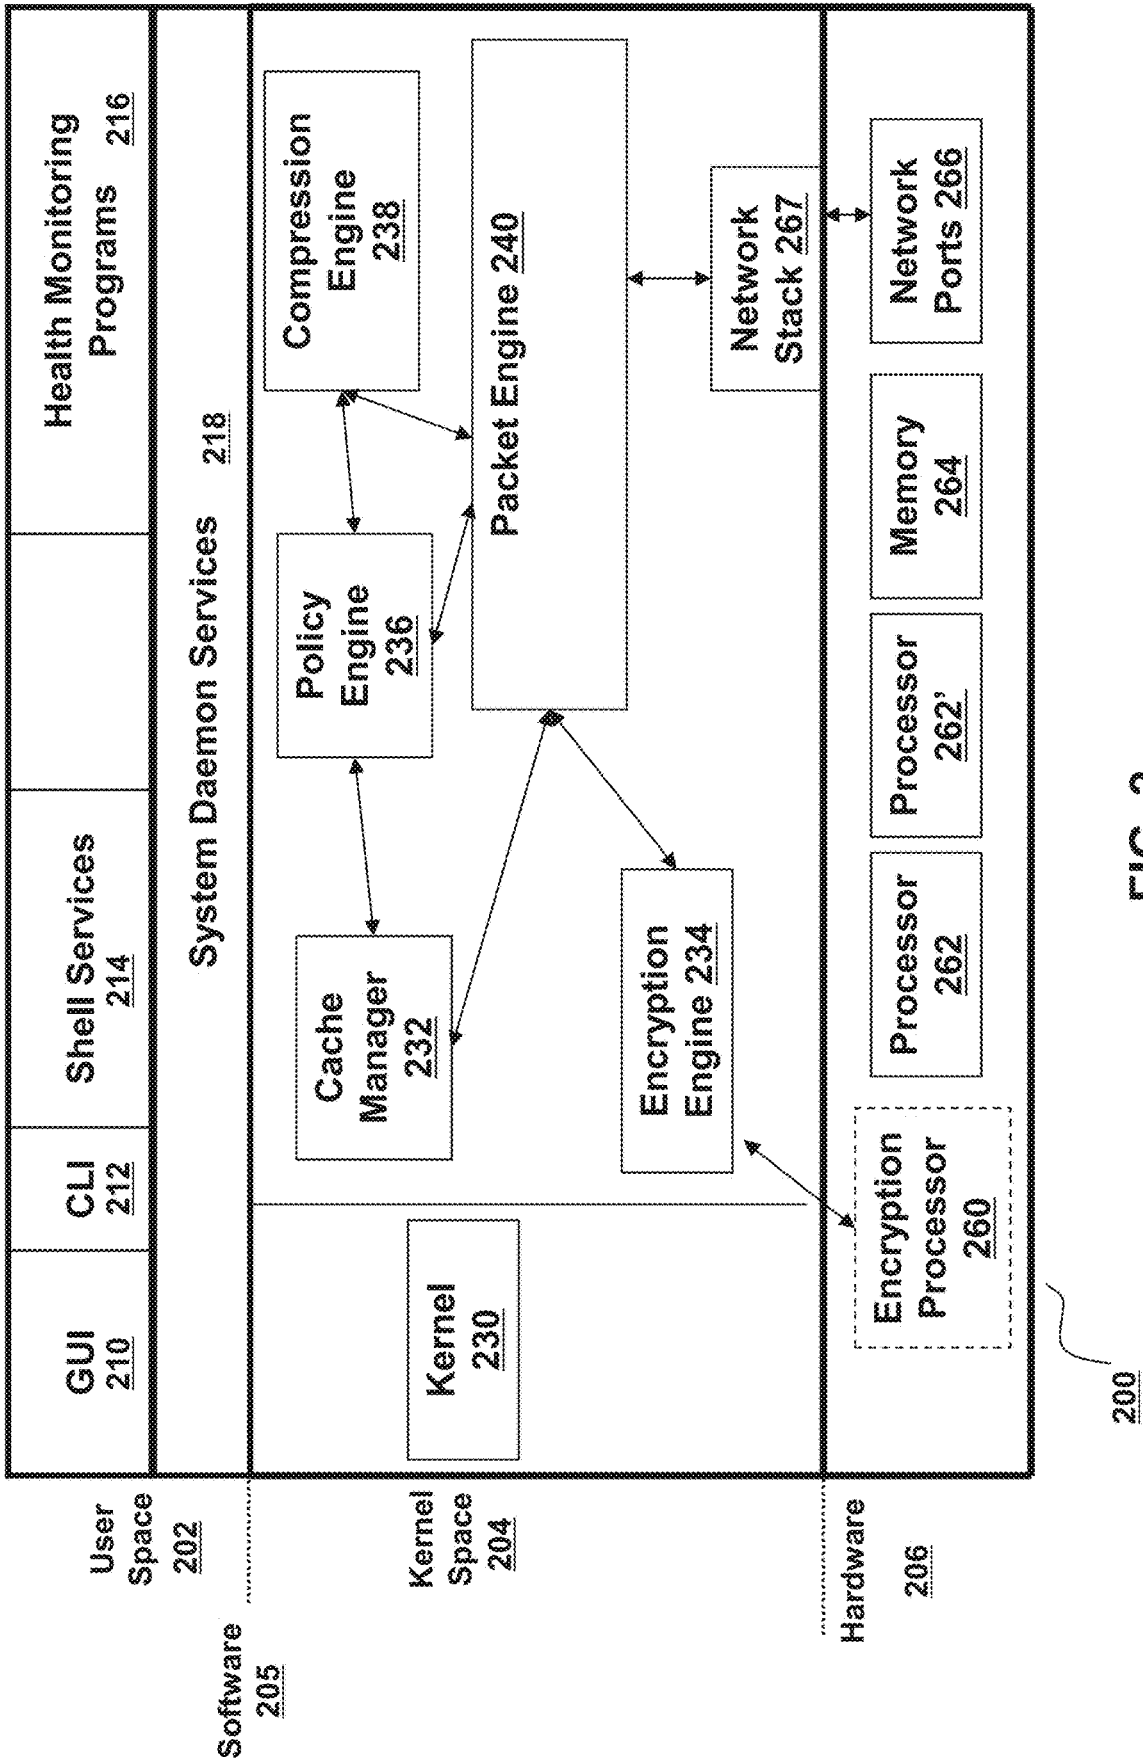 User
Space
202
GUI
210
CLI
212
Shell Services
214
Health Monitoring
Programs 216
System Daemon Services 218
Software
205
Kernel
Space
204
Kernel
230
Cache
Manager
232
Policy
Engine
236
Compression
Engine
238
Packet Engine 240
Encryption
Engine 234
Network
Stack 267
Hardware
206
Encryption
Processor
260
Processor
262
Processor
262'
Memory
264
Network
Ports 266
200